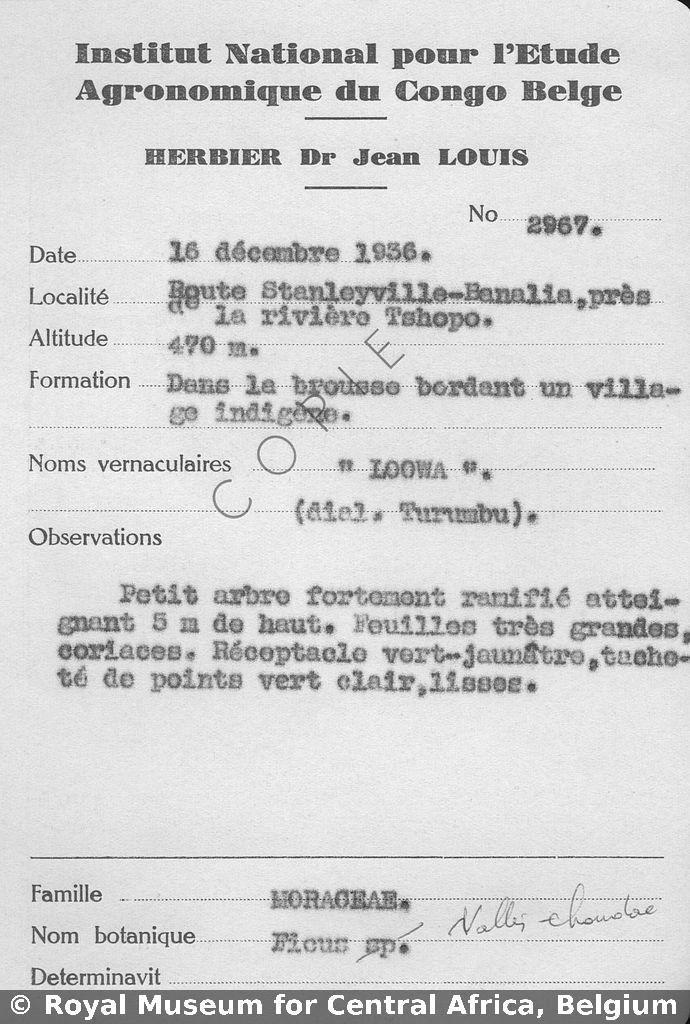 Institut National pour l'Etude
Agronomique du Congo Belge
HERBIER Dr Jean LOUIS
No 2967.
Date 16 décembre 1936.
Localité Route Stanleyville-Banalia,près
de la rivière Tshopo.
Altitude 470 m.
Formation Dans la brousse bordant un villa-
ge indigène.
COPIE
Noms vernaculaires " LOOWA ".
(dial. Turumbu).
Observations
Petit arbre fortement ramifié attei-
gnant 5 m de haut. Feuilles très grandes,
coriaces. Réceptacle vert-jaunâtre,tache-
té de points vert clair,lisses.
Famille MORACEAE.
Nom botanique Ficus sp. Vallis-choudae
Determinavit
© Royal Museum for Central Africa, Belgium